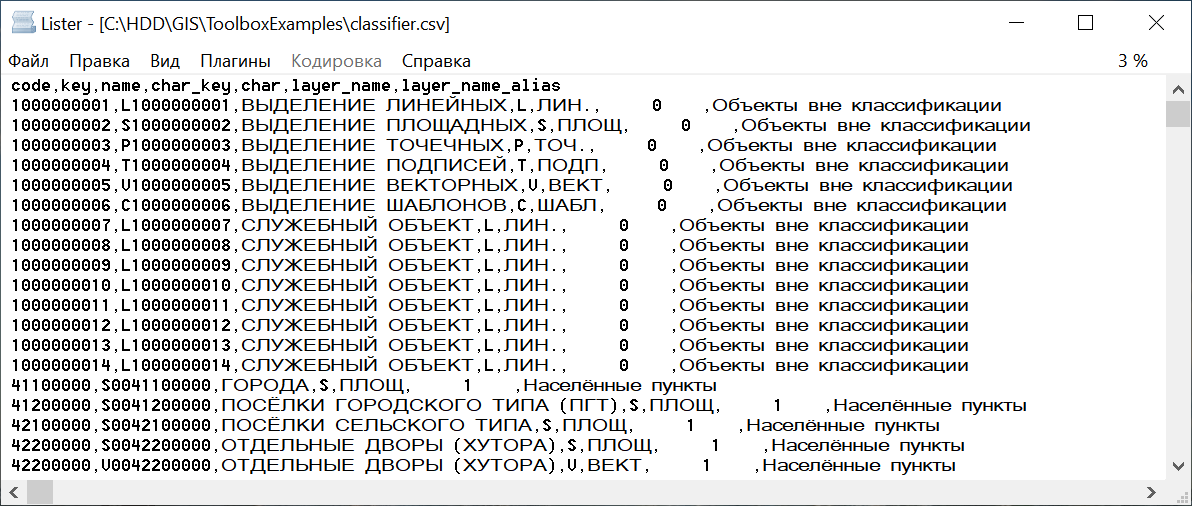 Lister - [C:\HDD\GIS\ToolboxExamples\classifier.csv]
Файл Правка Вид Плагины Кодировка Справка 3 %
code,key,name,char_key,char,layer_name,layer_name_alias
1000000001,L1000000001,ВЫДЕЛЕНИЕ ЛИНЕЙНЫХ,L,ЛИН., 0 ,Объекты вне классификации
1000000002,S1000000002,ВЫДЕЛЕНИЕ ПЛОЩАДНЫХ,S,ПЛОЩ, 0 ,Объекты вне классификации
1000000003,P1000000003,ВЫДЕЛЕНИЕ ТОЧЕЧНЫХ,P,ТОЧ., 0 ,Объекты вне классификации
1000000004,T1000000004,ВЫДЕЛЕНИЕ ПОДПИСЕЙ,T,ПОДП, 0 ,Объекты вне классификации
1000000005,V1000000005,ВЫДЕЛЕНИЕ ВЕКТОРНЫХ,V,ВЕКТ, 0 ,Объекты вне классификации
1000000006,C1000000006,ВЫДЕЛЕНИЕ ШАБЛОНОВ,C,ШАБЛ, 0 ,Объекты вне классификации
1000000007,L1000000007,СЛУЖЕБНЫЙ ОБЪЕКТ,L,ЛИН., 0 ,Объекты вне классификации
1000000008,L1000000008,СЛУЖЕБНЫЙ ОБЪЕКТ,L,ЛИН., 0 ,Объекты вне классификации
1000000009,L1000000009,СЛУЖЕБНЫЙ ОБЪЕКТ,L,ЛИН., 0 ,Объекты вне классификации
1000000010,L1000000010,СЛУЖЕБНЫЙ ОБЪЕКТ,L,ЛИН., 0 ,Объекты вне классификации
1000000011,L1000000011,СЛУЖЕБНЫЙ ОБЪЕКТ,L,ЛИН., 0 ,Объекты вне классификации
1000000012,L1000000012,СЛУЖЕБНЫЙ ОБЪЕКТ,L,ЛИН., 0 ,Объекты вне классификации
1000000013,L1000000013,СЛУЖЕБНЫЙ ОБЪЕКТ,L,ЛИН., 0 ,Объекты вне классификации
1000000014,L1000000014,СЛУЖЕБНЫЙ ОБЪЕКТ,L,ЛИН., 0 ,Объекты вне классификации
41100000,S0041100000,ГОРОДА,S,ПЛОЩ, 1 ,Населённые пункты
41200000,S0041200000,ПОСЁЛКИ ГОРОДСКОГО ТИПА (ПГТ),S,ПЛОЩ, 1 ,Населённые пункты
42100000,S0042100000,ПОСЁЛКИ СЕЛЬСКОГО ТИПА,S,ПЛОЩ, 1 ,Населённые пункты
42200000,S0042200000,ОТДЕЛЬНЫЕ ДВОРЫ (ХУТОРА),S,ПЛОЩ, 1 ,Населённые пункты
42200000,V0042200000,ОТДЕЛЬНЫЕ ДВОРЫ (ХУТОРА),V,ВЕКТ, 1 ,Населённые пункты